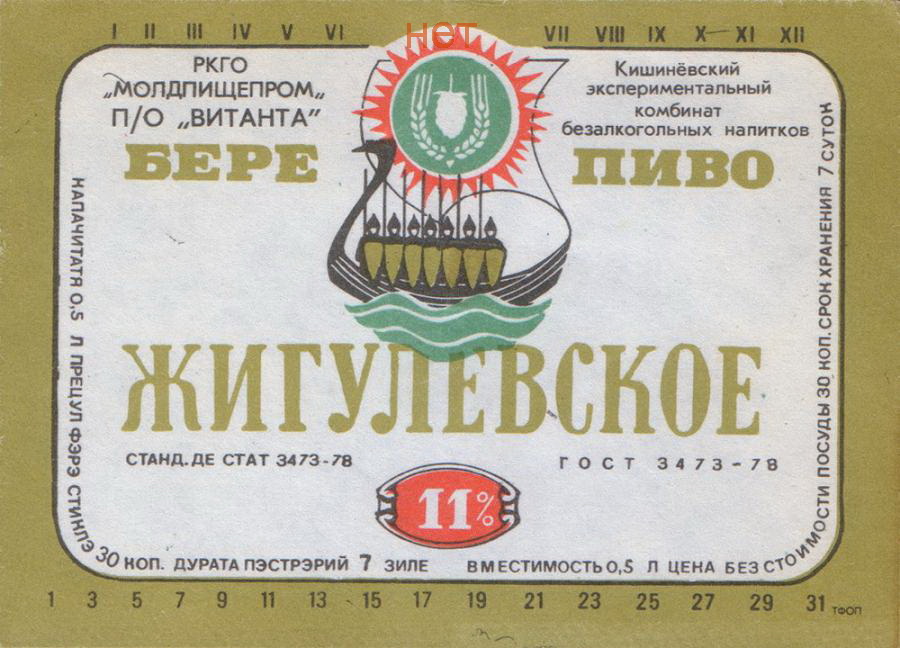 I II III IV V VI VII VIII IX X XI XII
нет
РКГО
„МОЛДПИЩЕПРОМ„
П/О „ВИТАНТА"
Кишинёвский
экспериментальный
комбинат
безалкогольных напитков
БЕРЕ
ПИВО
ЖИГУЛЕВСКОЕ
СТАНД. ДЕ СТАТ 3473-78
ГОСТ 3473-78
11%
КАПАЧИТАТЯ 0,5 Л ПРЕЦУЛ ФЭРЭ СТИКЛЭ 30 КОП. ДУРАТА ПЭСТРЭРИЙ 7 ЗИЛЕ
ВМЕСТИМОСТЬ 0,5 Л ЦЕНА БЕЗ СТОИМОСТИ ПОСУДЫ 30 КОП. СРОК ХРАНЕНИЯ 7 СУТОК
1 3 5 7 9 11 13 15 17 19 21 23 25 27 29 31
ТФОП